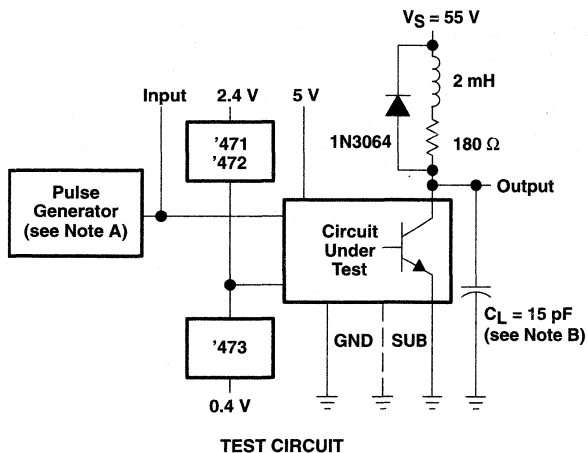 V_S = 55 V
Input
2.4 V
5 V
2 mH
'471
'472
1N3064
180 Ω
Pulse
Generator
(see Note A)
Output
Circuit
Under
Test
'473
GND
SUB
C_L = 15 pF
(see Note B)
0.4 V
TEST CIRCUIT